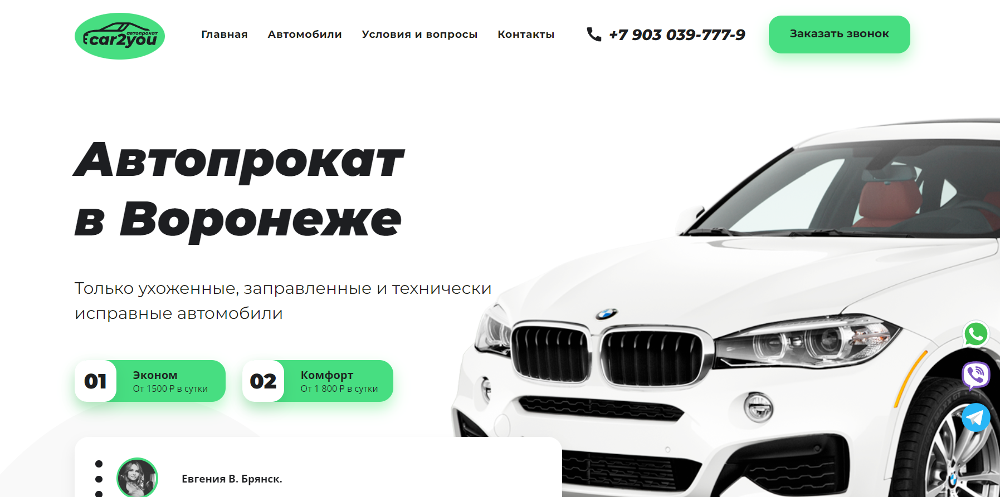 автопрокат
car2you
Главная
Автомобили
Условия и вопросы
Контакты
+7 903 039-777-9
Заказать звонок
Автопрокат
в Воронеже
Только ухоженные, заправленные и технически
исправные автомобили
01
Эконом
От 1500 ₽ в сутки
02
Комфорт
От 1 800 ₽ в сутки
Евгения В. Брянск.